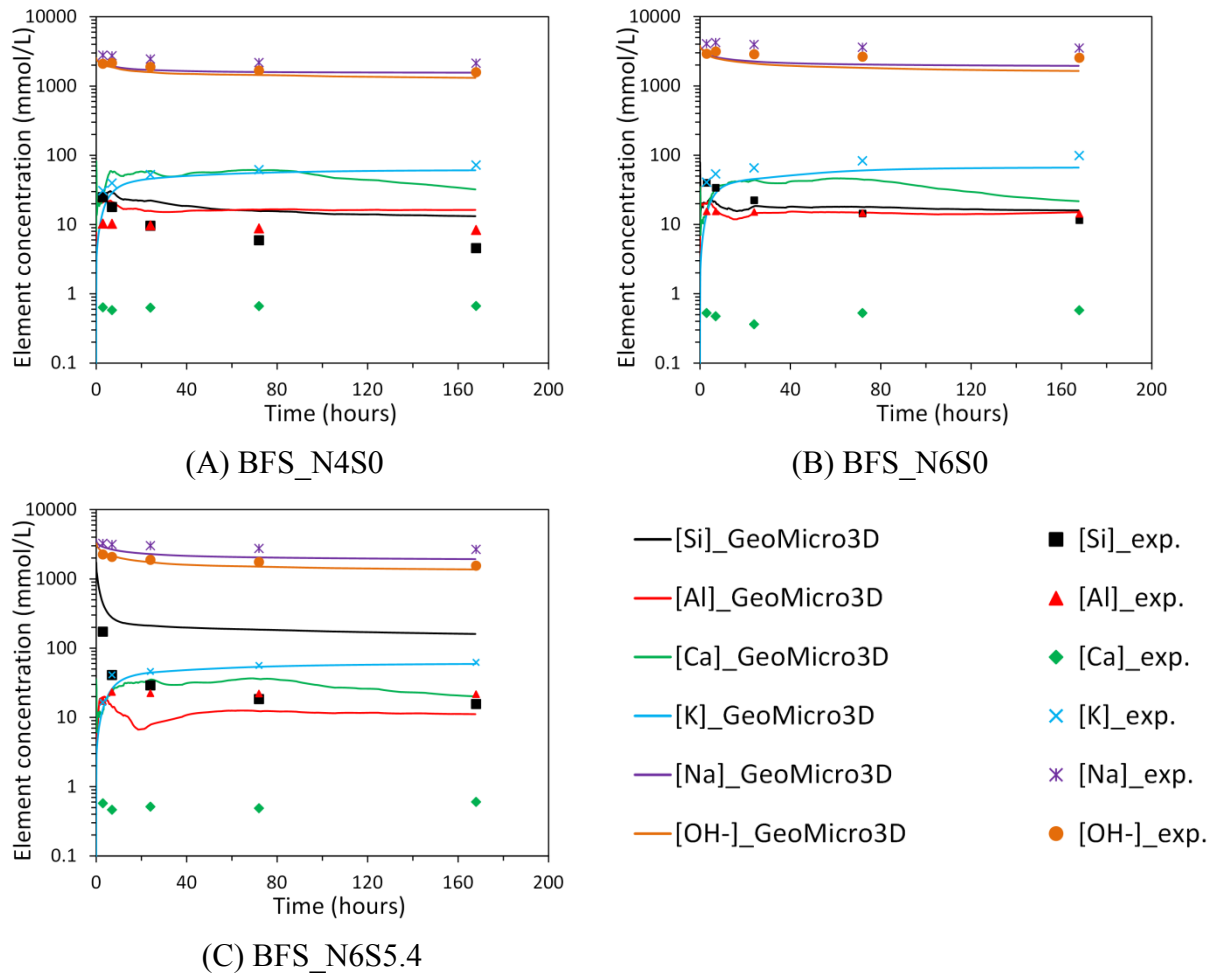 10000
1000
100
10
1
0.1
Element concentration (mmol/L)
0 40 80 120 160 200
Time (hours)
(A) BFS_N4S0
10000
1000
100
10
1
0.1
Element concentration (mmol/L)
0 40 80 120 160 200
Time (hours)
(B) BFS_N6S0
10000
1000
100
10
1
0.1
Element concentration (mmol/L)
0 40 80 120 160 200
Time (hours)
(C) BFS_N6S5.4
[Si]_GeoMicro3D [Si]_exp.
[Al]_GeoMicro3D [Al]_exp.
[Ca]_GeoMicro3D [Ca]_exp.
[K]_GeoMicro3D [K]_exp.
[Na]_GeoMicro3D [Na]_exp.
[OH-]_GeoMicro3D [OH-]_exp.